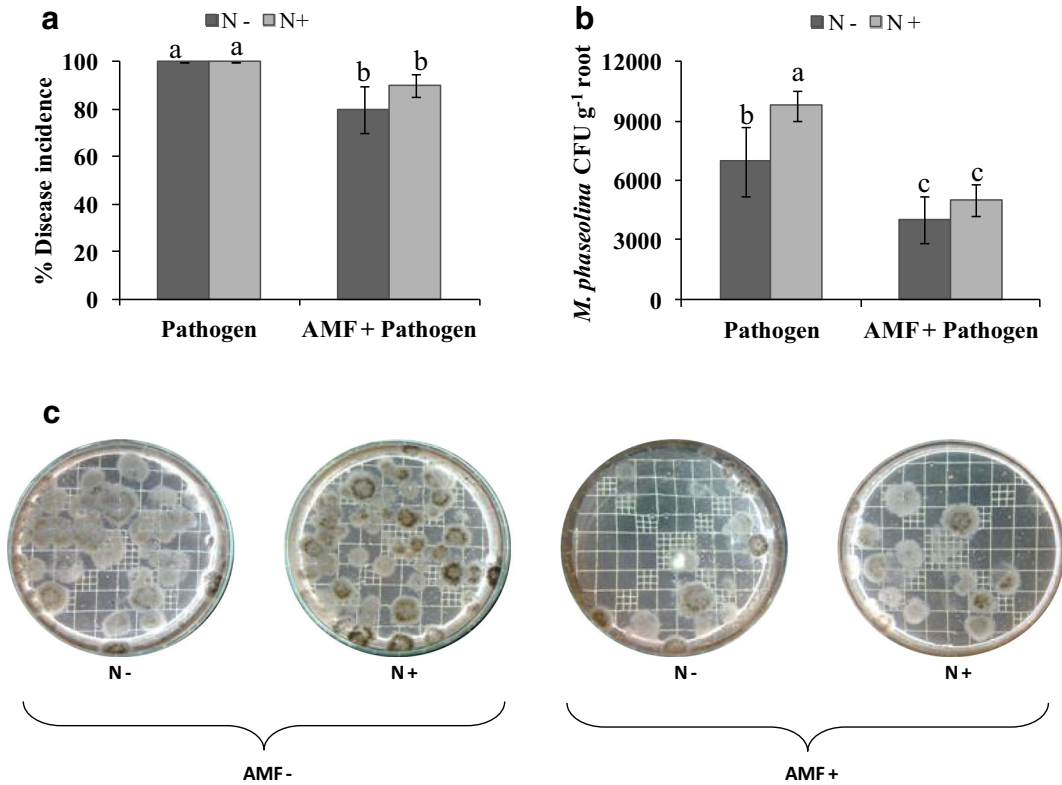 a
N - N+
% Disease incidence
100
80
60
40
20
0
a a
b b
Pathogen AMF + Pathogen
b
N - N +
M. phaseolina CFU g⁻¹ root
12000
9000
6000
3000
0
b a
c c
Pathogen AMF + Pathogen
c
N - N + N - N +
AMF - AMF +